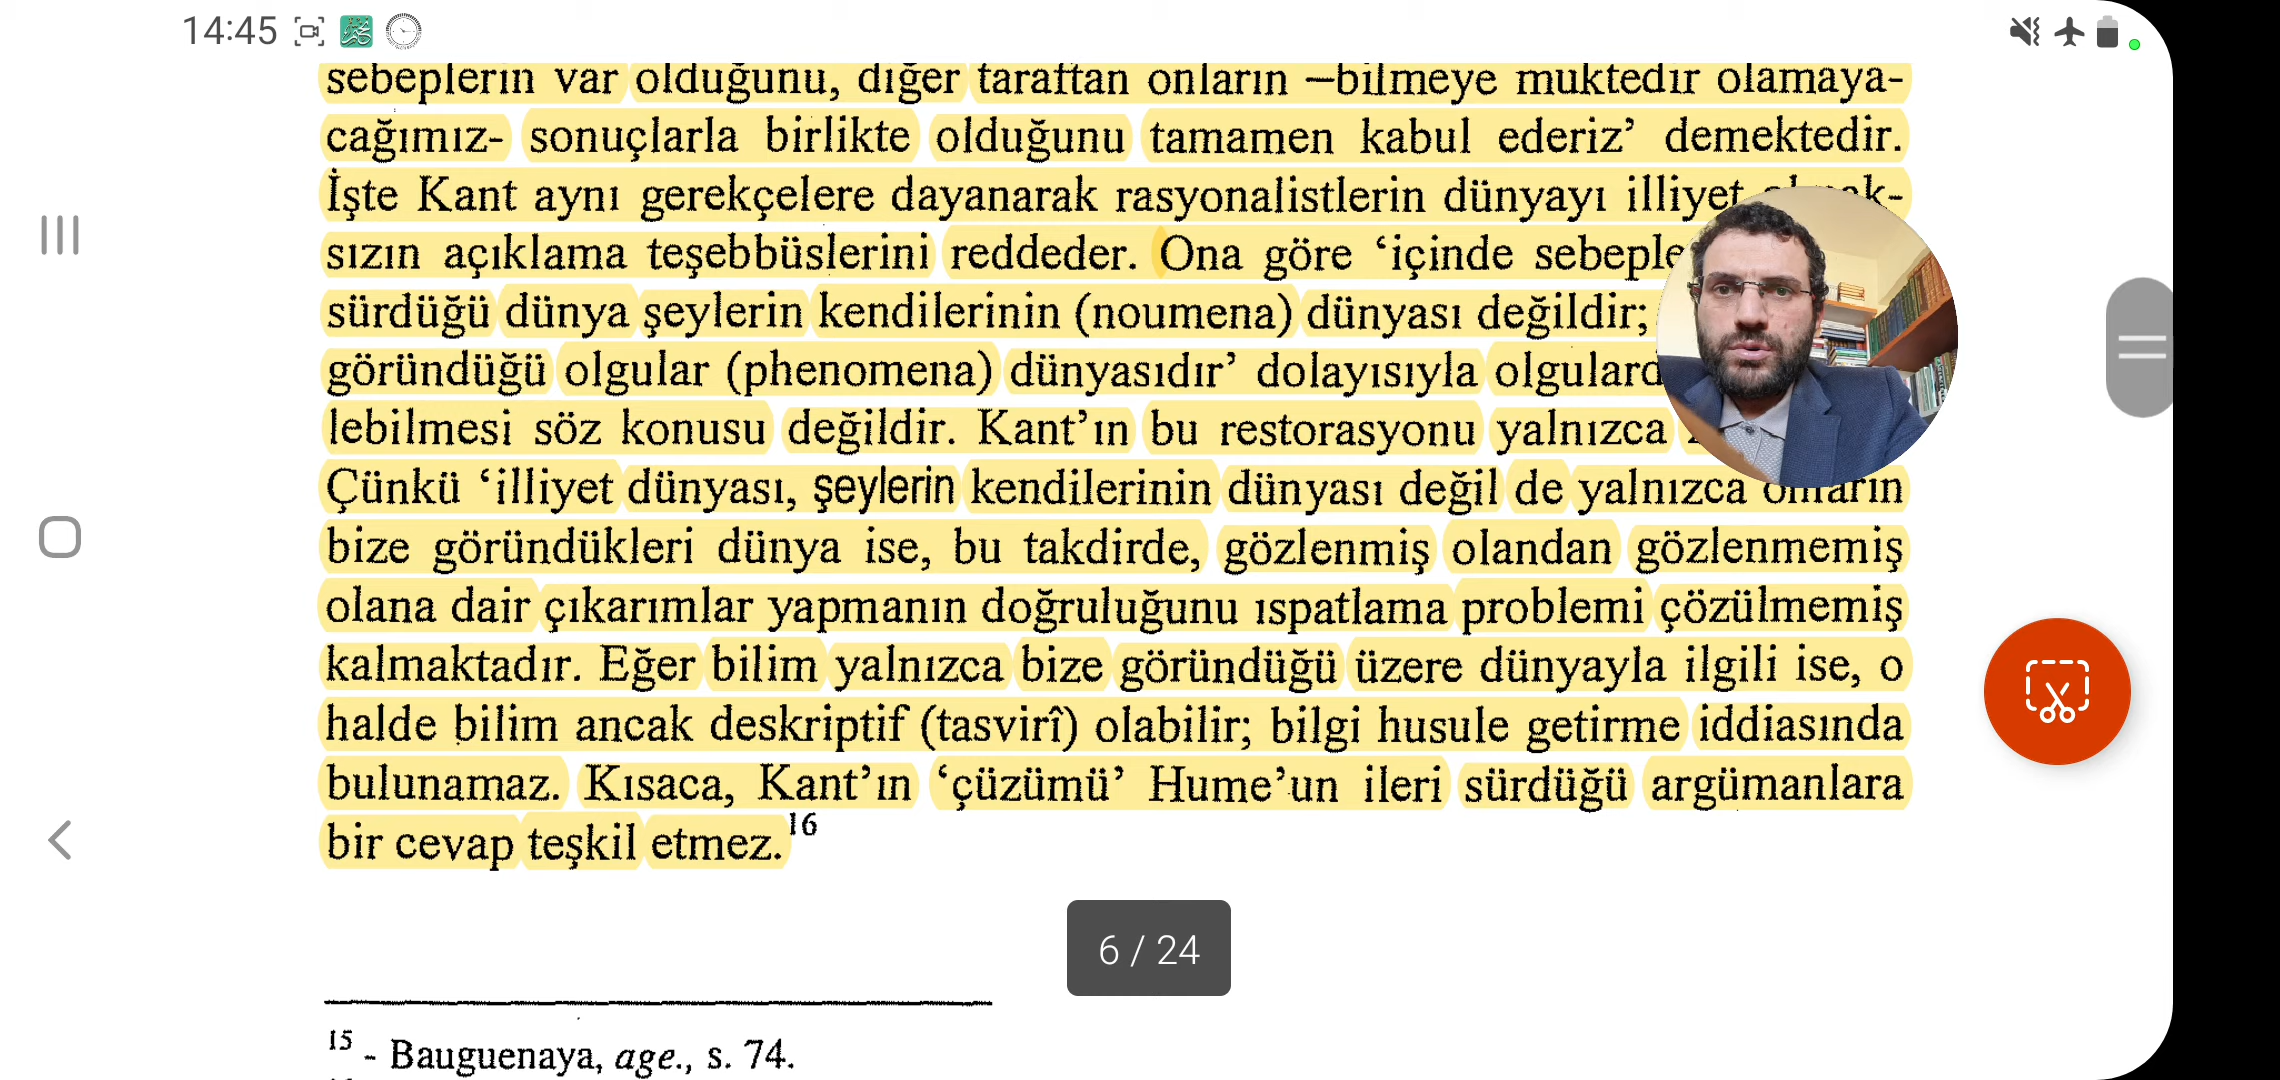 14:45
sebeplerin var olduğunu, diğer taraftan onların –bilmeye muktedir olamaya-
cağımız- sonuçlarla birlikte olduğunu tamamen kabul ederiz’ demektedir.
İşte Kant aynı gerekçelere dayanarak rasyonalistlerin dünyayı illiyet
sızın açıklama teşebbüslerini reddeder. Ona göre ‘içinde
sürdüğü dünya şeylerin kendilerinin (noumena) dünyası değildir;
göründüğü olgular (phenomena) dünyasıdır’ dolayısıyla
lebilmesi söz konusu değildir. Kant’ın bu restorasyonu yalnızca
Çünkü ‘illiyet dünyası, şeylerin kendilerinin dünyası değil de yalnızca onların
bize göründükleri dünya ise, bu takdirde, gözlenmiş olandan gözlenmemiş
olana dair çıkarımlar yapmanın doğruluğunu ıspatlama problemi çözülmemiş
kalmaktadır. Eğer bilim yalnızca bize göründüğü üzere dünyayla ilgili ise, o
halde bilim ancak deskriptif (tasvirî) olabilir; bilgi husule getirme iddiasında
bulunamaz. Kısaca, Kant’ın ‘çüzümü’ Hume’un ileri sürdüğü argümanlara
bir cevap teşkil etmez.16
6 / 24
15 - Bauguenaya, age., s. 74.